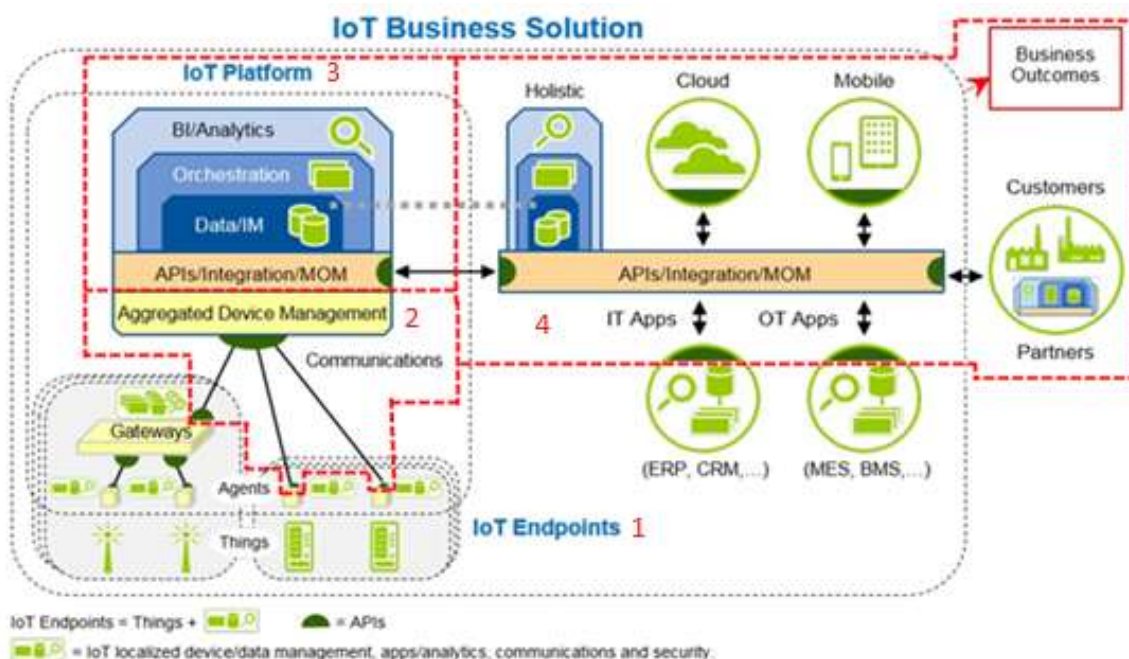 IoT Business Solution
IoT Platform 3
Business
Outcomes
Holistic
Cloud
Mobile
BI/Analytics
Orchestration
Data/IM
Customers
APIs/Integration/MOM
APIs/Integration/MOM
Aggregated Device Management
2
4
IT Apps
OT Apps
Communications
Partners
Gateways
(ERP, CRM,...)
(MES, BMS,...)
Agents
IoT Endpoints 1
Things
IoT Endpoints = Things +
= APIs
= IoT localized device/data management, apps/analytics, communications and security.